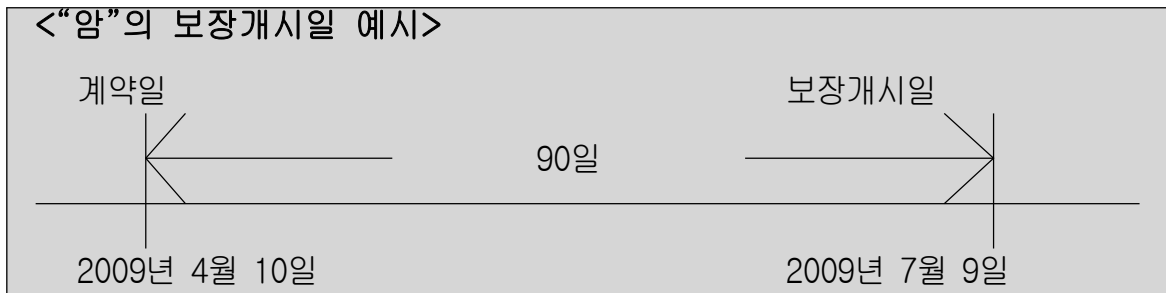 <“암”의 보장개시일 예시>
계약일 보장개시일
90일
2009년 4월 10일 2009년 7월 9일